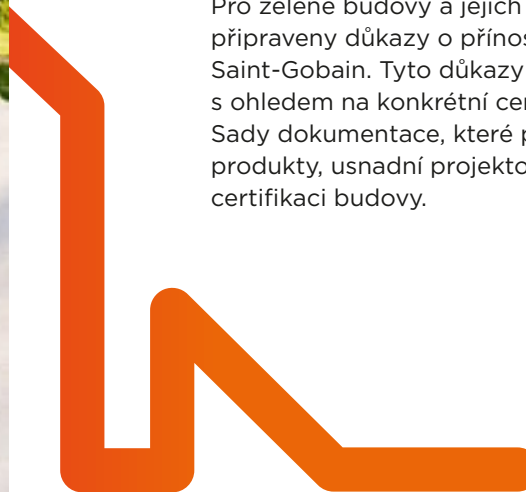 Pro zelené budovy a jejich
připraveny důkazy o přínos
Saint-Gobain. Tyto důkazy
s ohledem na konkrétní cer
Sady dokumentace, které p
produkty, usnadní projekto
certifikaci budovy.